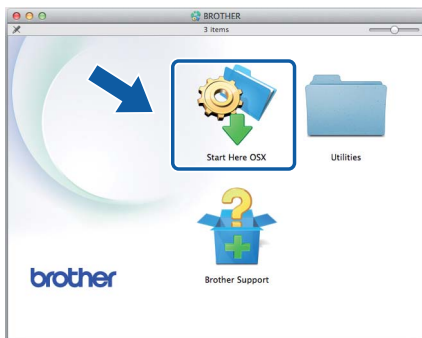 BROTHER
3 items
Start Here OSX
Utilities
Brother Support
brother